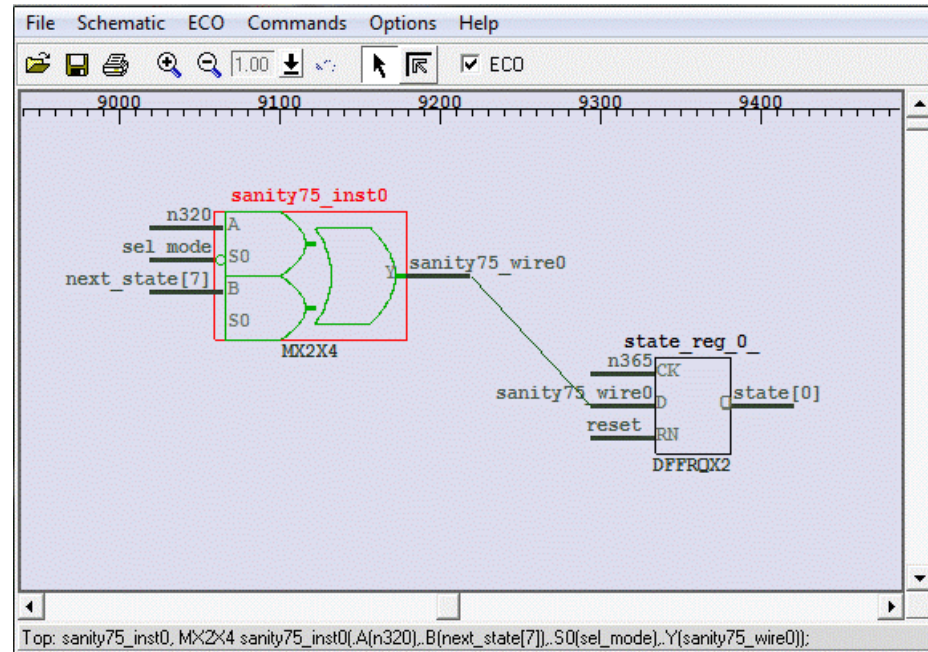 File Schematic ECO Commands Options Help
1.00 ECO
9000 9100 9200 9300 9400
sanity75_inst0
n320 A
sel_mode S0
next_state[7] B
S0
Y sanity75_wire0
MX2X4
state_reg_0_
n365 CK
sanity75_wire0 D Q state[0]
reset RN
DFFRQX2
Top: sanity75_inst0, MX2X4 sanity75_inst0(.A(n320),.B(next_state[7]),.S0(sel_mode),.Y(sanity75_wire0));